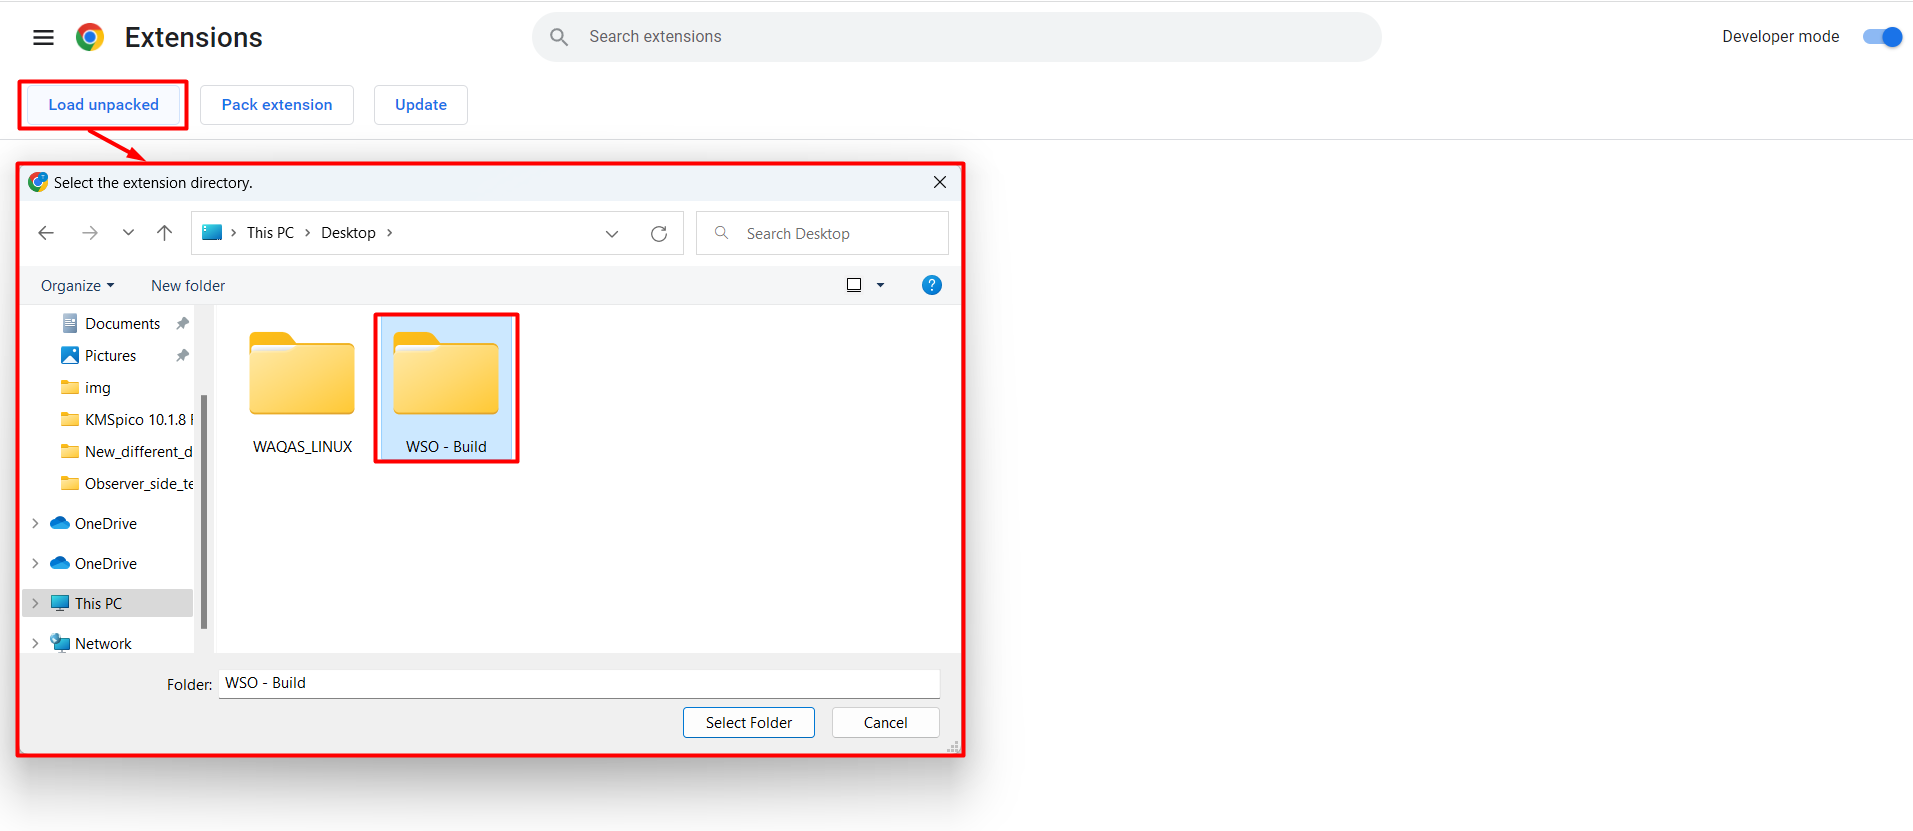 Extensions
Search extensions
Developer mode
Load unpacked
Pack extension
Update
Select the extension directory.
This PC
Desktop
Search Desktop
Organize
New folder
?
Documents
Pictures
img
KMSpico 10.1.8
New_different_d
Observer_side_te
OneDrive
OneDrive
This PC
Network
WAQAS_LINUX
WSO - Build
Folder: WSO - Build
Select Folder
Cancel